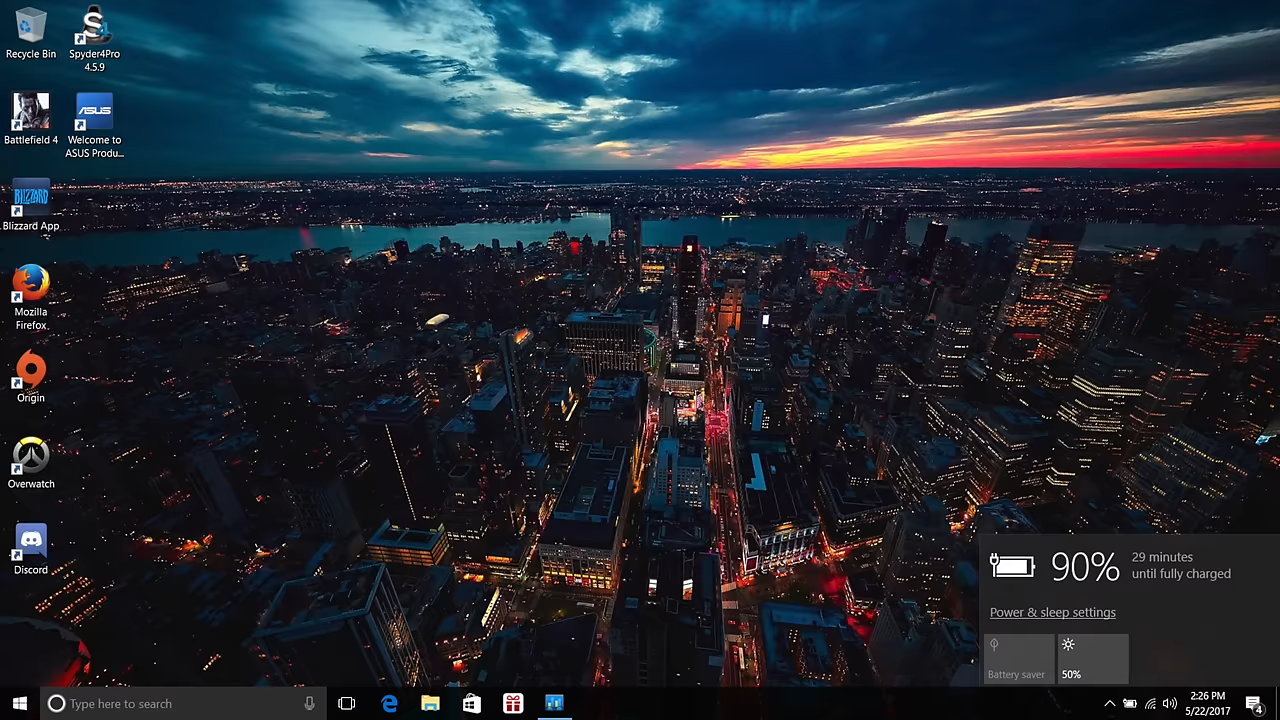 Recycle Bin
Spyder4Pro
4.5.9
Battlefield 4
ASUS
Welcome to
ASUS Produ...
BLIZZARD
Blizzard App
Mozilla
Firefox
Origin
Overwatch
Discord
90%
29 minutes
until fully charged
Power & sleep settings
Battery saver
50%
Type here to search
2:26 PM
5/22/2017
4